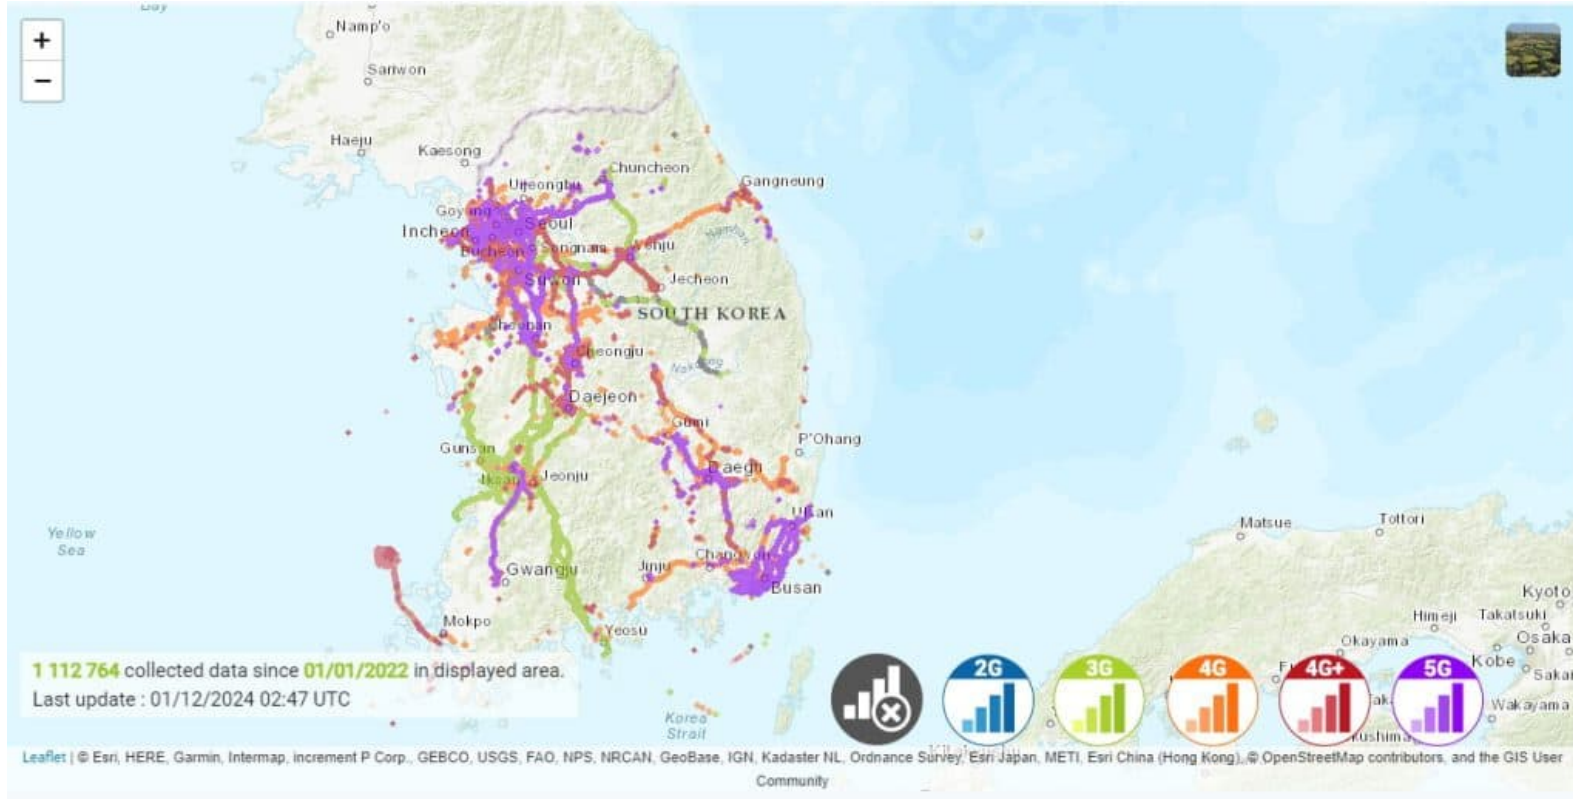 Bay
+
−
Namp'o
Sariwon
Haeju
Kaesong
Chuncheon
Uijeongbu
Gangneung
Goyang
Seoul
Incheon
Bucheon
Songnam
Wonju
Suwon
Jecheon
SOUTH KOREA
Cheonan
Cheongju
Daejeon
Gumi
P'Ohang
Gunsan
Daegu
Iksan
Jeonju
Ulsan
Matsue
Tottori
Yellow
Sea
Changwon
Gwangju
Jinju
Busan
Kyoto
Himeji
Takatsuki
Mokpo
Yeosu
Okayama
Osaka
Kobe
Sakai
1 112 764 collected data since 01/01/2022 in displayed area.
Last update : 01/12/2024 02:47 UTC
2G
3G
4G
4G+
5G
Wakayama
Korea
Strait
Leaflet | © Esri, HERE, Garmin, Intermap, increment P Corp., GEBCO, USGS, FAO, NPS, NRCAN, GeoBase, IGN, Kadaster NL, Ordnance Survey, Esri Japan, METI, Esri China (Hong Kong), © OpenStreetMap contributors, and the GIS User
Community